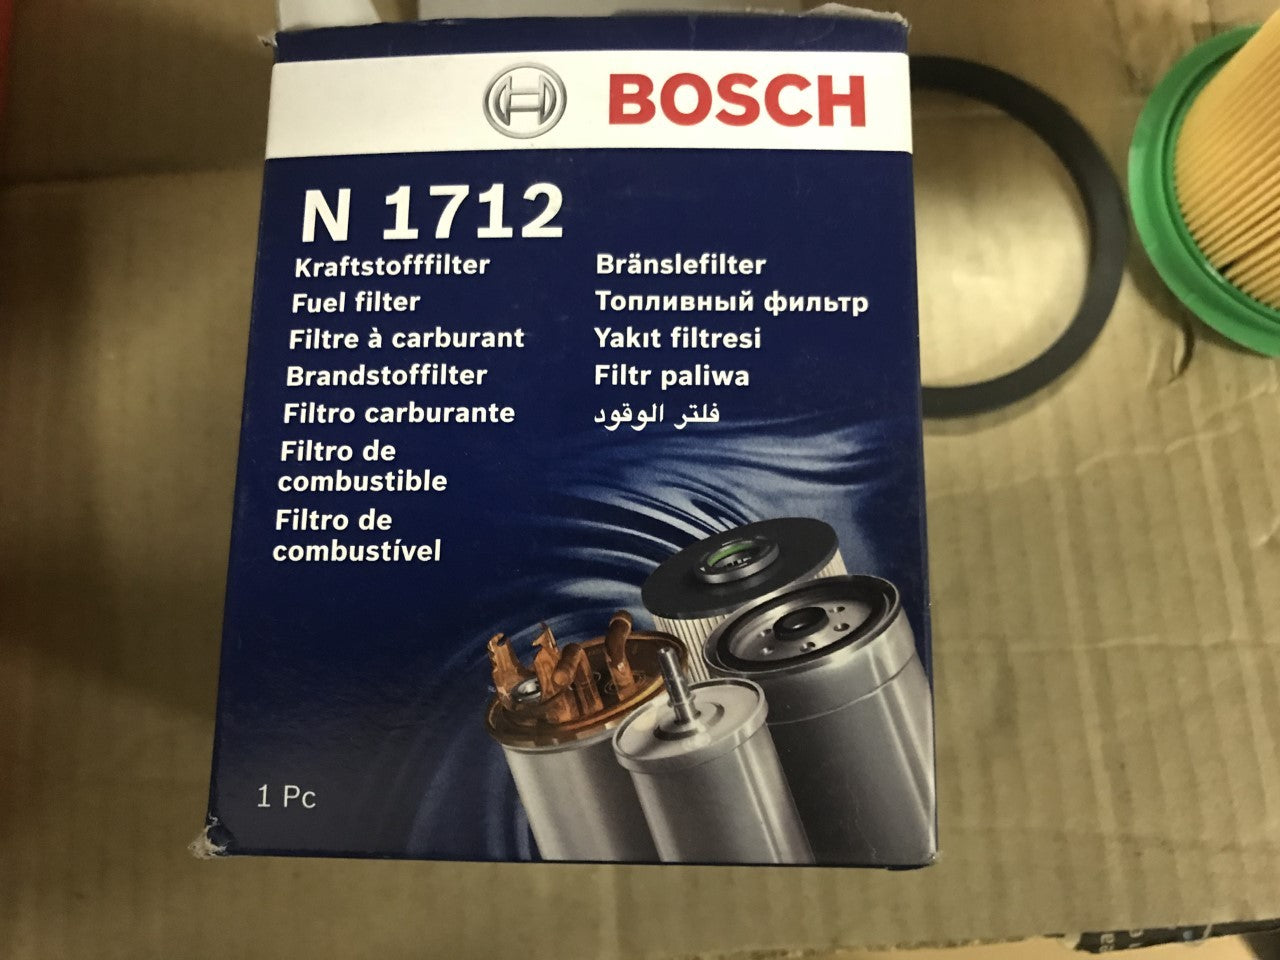 BOSCH
N 1712
Kraftstofffilter
Fuel filter
Filtre à carburant
Brandstoffilter
Filtro carburante
Filtro de
combustible
Filtro de
combustível
Bränslefilter
Топливный фильтр
Yakıt filtresi
Filtr paliwa
فلتر الوقود
1 Pc